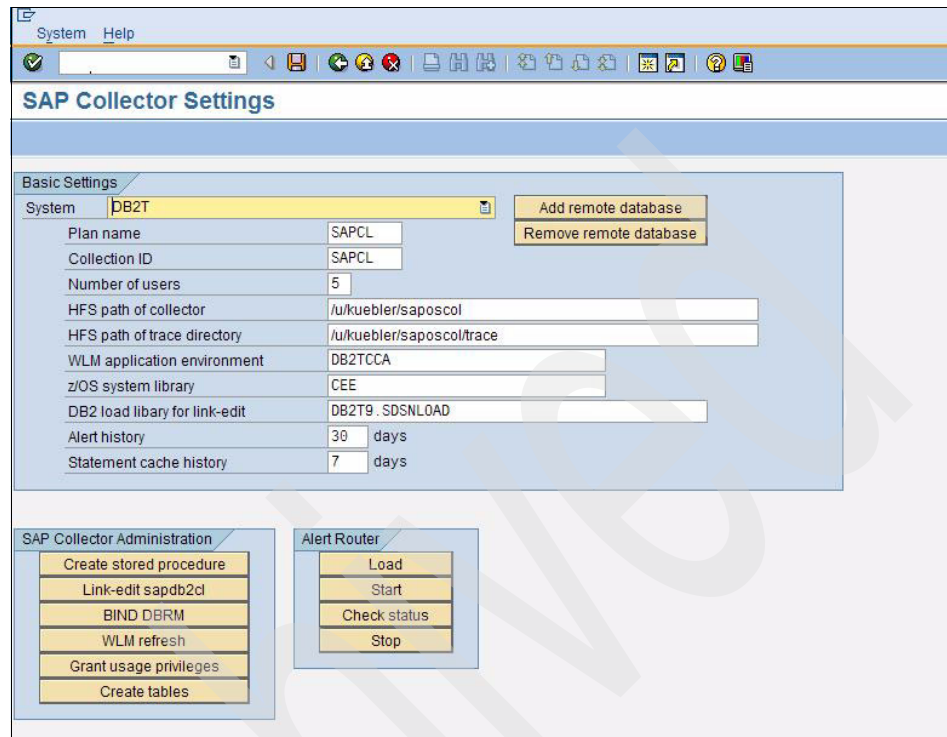 System Help
SAP Collector Settings
Basic Settings
System DB2T Add remote database
Plan name SAPCL Remove remote database
Collection ID SAPCL
Number of users 5
HFS path of collector /u/kuebler/saposcol
HFS path of trace directory /u/kuebler/saposcol/trace
WLM application environment DB2TCCA
z/OS system library CEE
DB2 load libary for link-edit DB2T9.SDSNLOAD
Alert history 30 days
Statement cache history 7 days
SAP Collector Administration Alert Router
Create stored procedure Load
Link-edit sapdb2cl Start
BIND DBRM Check status
WLM refresh Stop
Grant usage privileges
Create tables